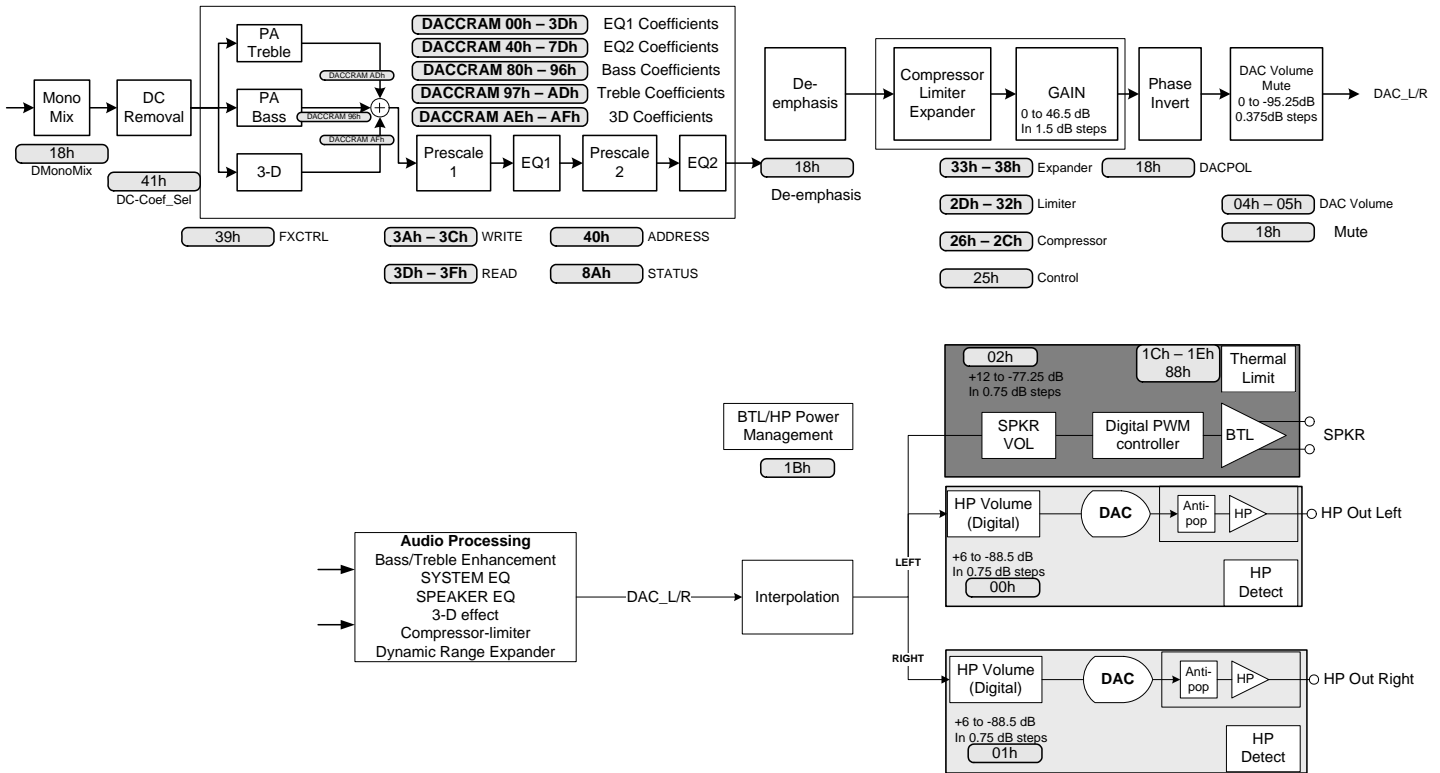 PA
Treble
DACCRAM 00h – 3Dh EQ1 Coefficients
DACCRAM 40h – 7Dh EQ2 Coefficients
DACCRAM 80h – 96h Bass Coefficients
DACCRAM 97h – ADh Treble Coefficients
DACCRAM AEh – AFh 3D Coefficients
DACCRAM ADh
Mono
Mix
DC
Removal
PA
Bass
DACCRAM 96h
DACCRAM AFh
3-D
Prescale
1
EQ1
Prescale
2
EQ2
De-
emphasis
Compressor
Limiter
Expander
GAIN
0 to 46.5 dB
In 1.5 dB steps
Phase
Invert
DAC Volume
Mute
0 to -95.25dB
0.375dB steps
DAC_L/R
18h
DMonoMix
41h
DC-Coef_Sel
18h
De-emphasis
33h – 38h Expander
18h DACPOL
2Dh – 32h Limiter
04h – 05h DAC Volume
18h Mute
39h FXCTRL
3Ah – 3Ch WRITE
40h ADDRESS
26h – 2Ch Compressor
3Dh – 3Fh READ
8Ah STATUS
25h Control
02h
+12 to -77.25 dB
In 0.75 dB steps
1Ch – 1Eh
88h
Thermal
Limit
BTL/HP Power
Management
1Bh
SPKR
VOL
Digital PWM
controller
BTL
SPKR
HP Volume
(Digital)
DAC
Anti-
pop
HP
HP Out Left
+6 to -88.5 dB
In 0.75 dB steps
00h
HP
Detect
LEFT
Audio Processing
Bass/Treble Enhancement
SYSTEM EQ
SPEAKER EQ
3-D effect
Compressor-limiter
Dynamic Range Expander
DAC_L/R
Interpolation
RIGHT
HP Volume
(Digital)
DAC
Anti-
pop
HP
HP Out Right
+6 to -88.5 dB
In 0.75 dB steps
01h
HP
Detect